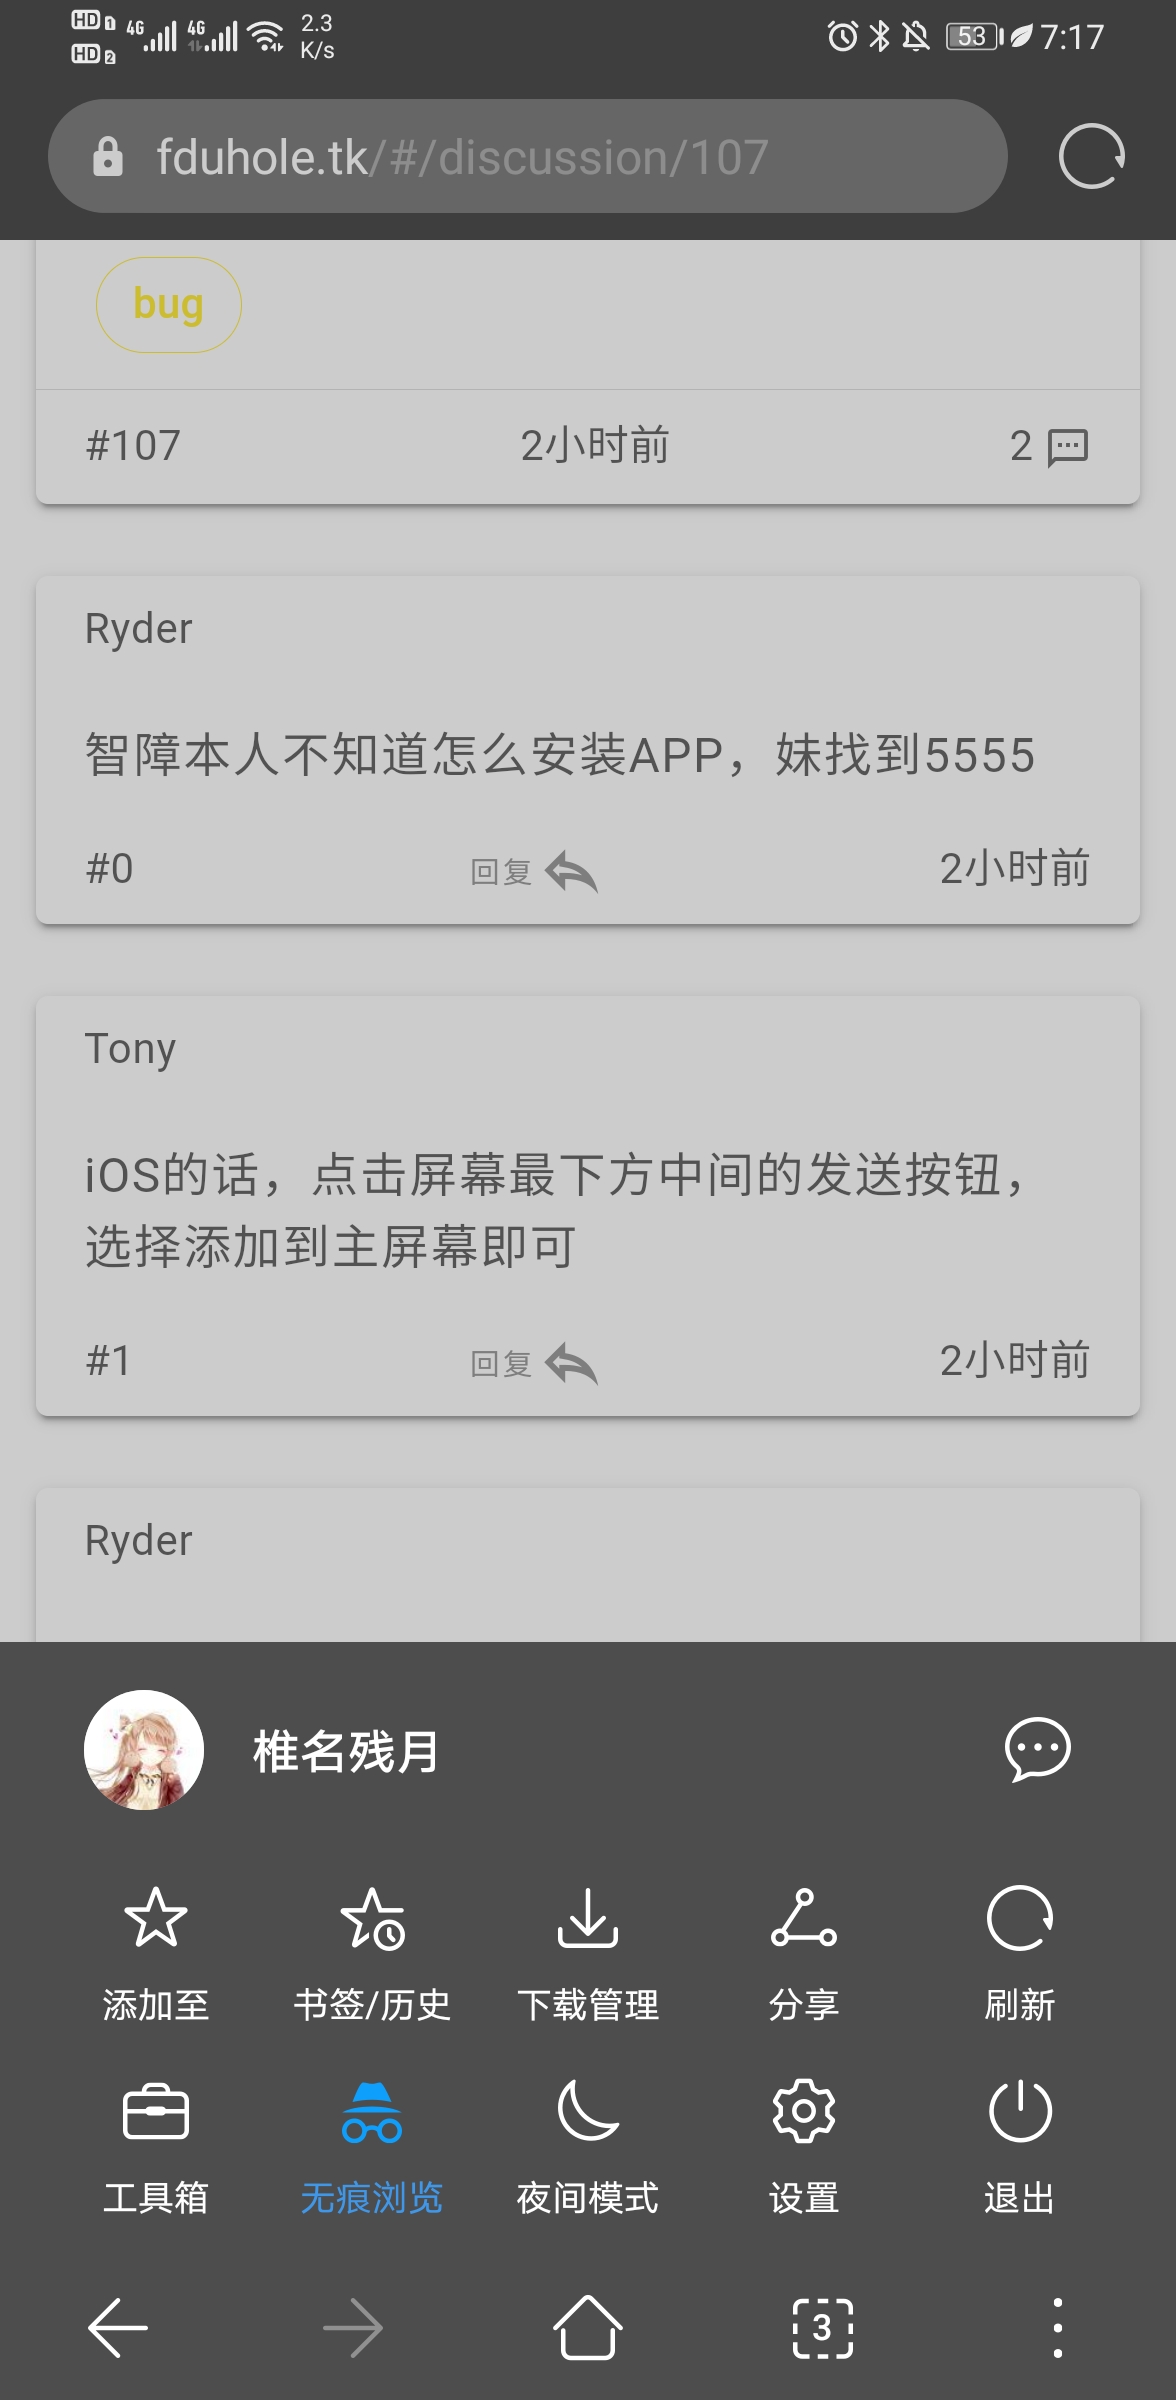 HD 1 4G 4G 2.3 53 7:17
HD 2 K/s
fduhole.tk/#/discussion/107
bug
#107 2小时前 2
Ryder
智障本人不知道怎么安装APP，妹找到5555
#0 回复 2小时前
Tony
iOS的话，点击屏幕最下方中间的发送按钮，
选择添加到主屏幕即可
#1 回复 2小时前
Ryder
椎名残月
添加至 书签/历史 下载管理 分享 刷新
工具箱 无痕浏览 夜间模式 设置 退出
3